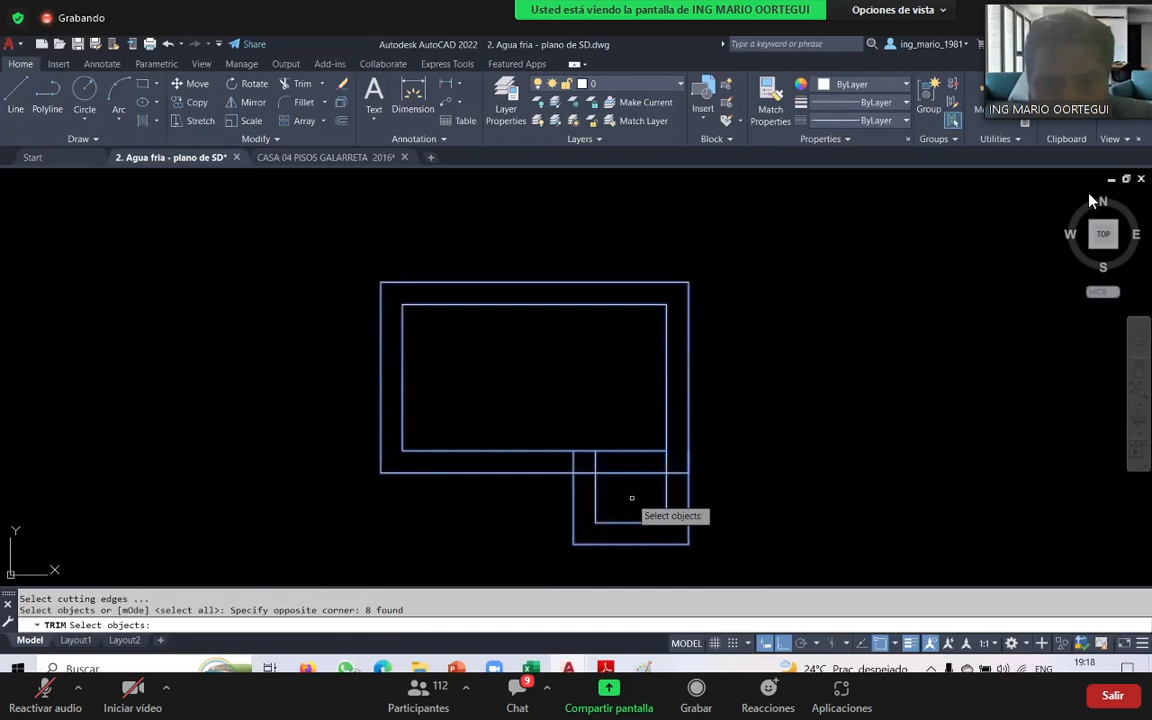 Grabando
Usted está viendo la pantalla de ING MARIO OORTEGUI
Opciones de vista
Share
Autodesk AutoCAD 2022 2. Agua fria - plano de SD.dwg
Type a keyword or phrase
ing_mario_1981
ING MARIO OORTEGUI
Home Insert Annotate Parametric View Manage Output Add-ins Collaborate Express Tools Featured Apps
Line Polyline Circle Arc
Move Rotate Trim
Copy Mirror Fillet
Stretch Scale Array
Text Dimension Table
Layer Properties
0
Make Current
Match Layer
Insert
Match Properties
ByLayer
ByLayer
ByLayer
Group
Draw Modify Annotation Layers Block Properties Groups Utilities Clipboard View
Start 2. Agua fria - plano de SD* CASA 04 PISOS GALARRETA 2016*
N
W TOP E
S
WCS
Select objects:
Y
X
Select cutting edges ...
Select objects or [mOde] <select all>: Specify opposite corner: 8 found
TRIM Select objects:
Model Layout1 Layout2
MODEL
1:1
Buscar
24°C Prac. despejado
ENG
19:18
9
112
Reactivar audio Iniciar vídeo Participantes Chat Compartir pantalla Grabar Reacciones Aplicaciones Salir